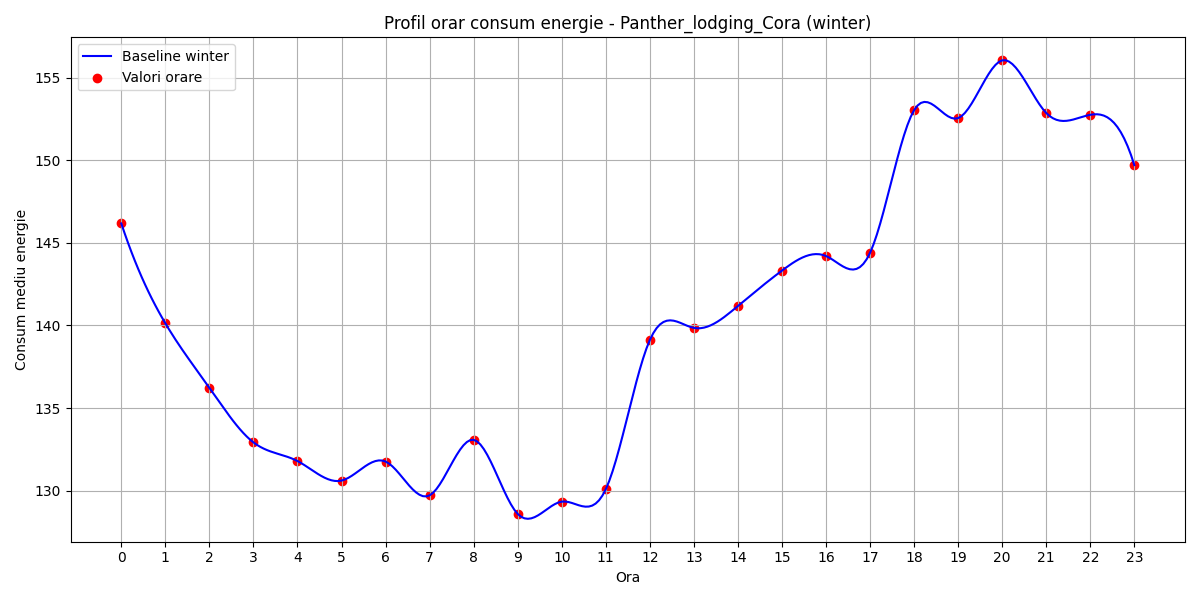 Profil orar consum energie - Panther_lodging_Cora (winter)
Baseline winter
Valori orare
Consum mediu energie
155
150
145
140
135
130
0 1 2 3 4 5 6 7 8 9 10 11 12 13 14 15 16 17 18 19 20 21 22 23
Ora